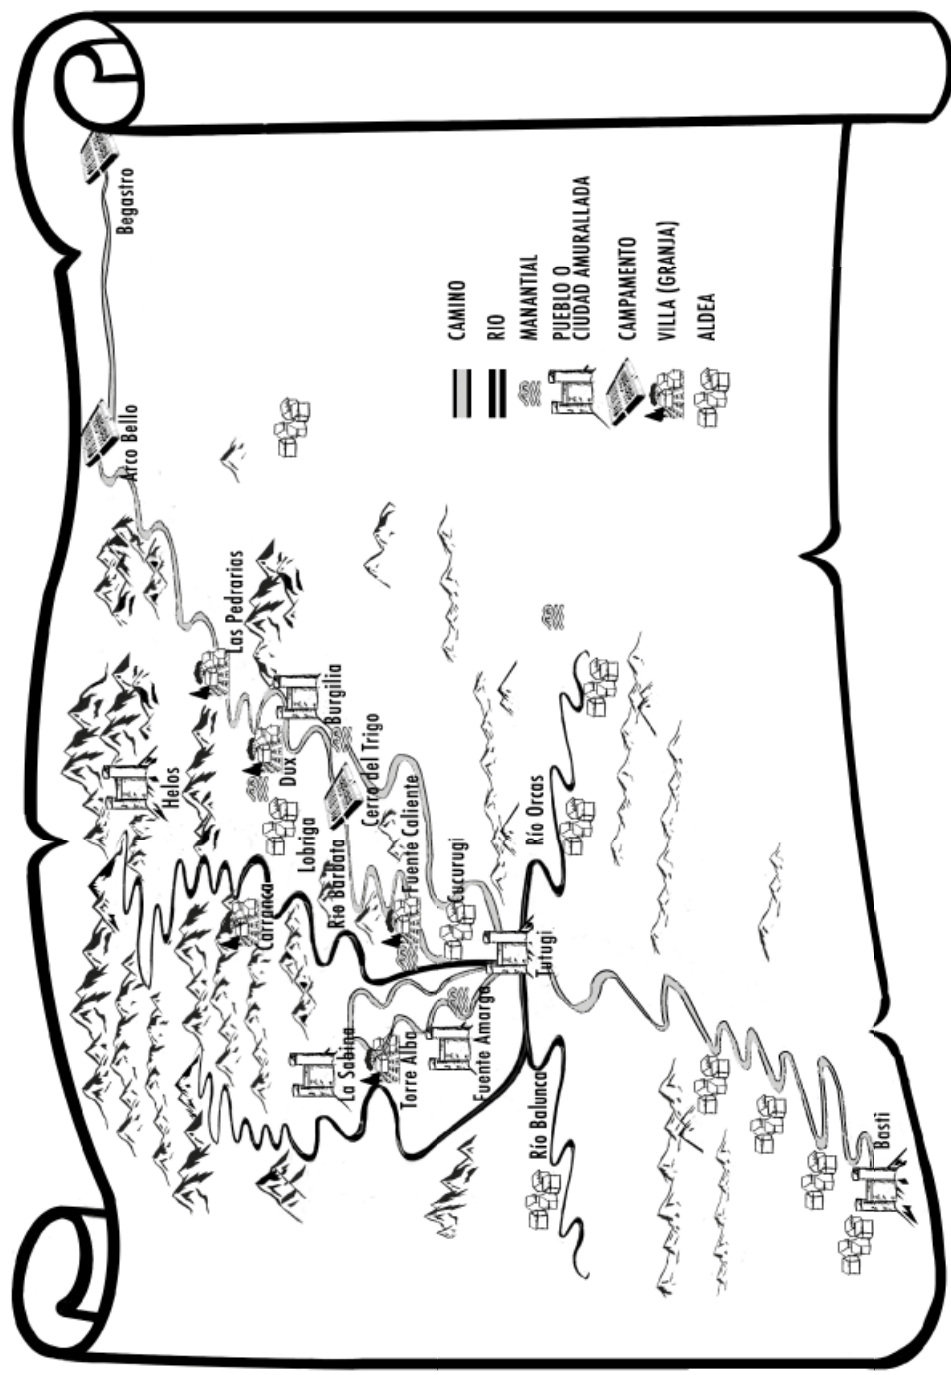 Arco Bello
Begastro
Helos
Las Pedrarias
Carranca
Dux
Lobriga
Burgilia
La Sabina
Río Barbata
Cerro del Trigo
Torre Alba
Fuente Caliente
Cucurugi
Fuente Amarga
Río Balunca
Tutugi
Río Orcas
Basti
CAMINO
RIO
MANANTIAL
PUEBLO O
CIUDAD AMURALLADA
CAMPAMENTO
VILLA (GRANJA)
ALDEA